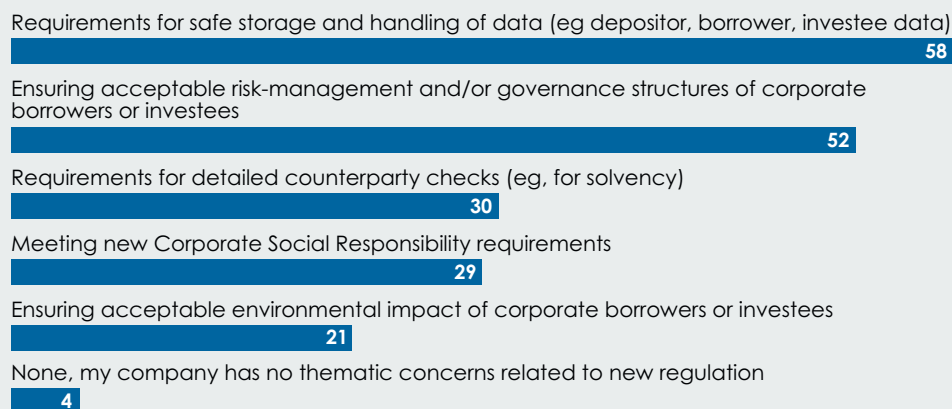 Requirements for safe storage and handling of data (eg depositor, borrower, investee data)
58
Ensuring acceptable risk-management and/or governance structures of corporate
borrowers or investees
52
Requirements for detailed counterparty checks (eg, for solvency)
30
Meeting new Corporate Social Responsibility requirements
29
Ensuring acceptable environmental impact of corporate borrowers or investees
21
None, my company has no thematic concerns related to new regulation
4